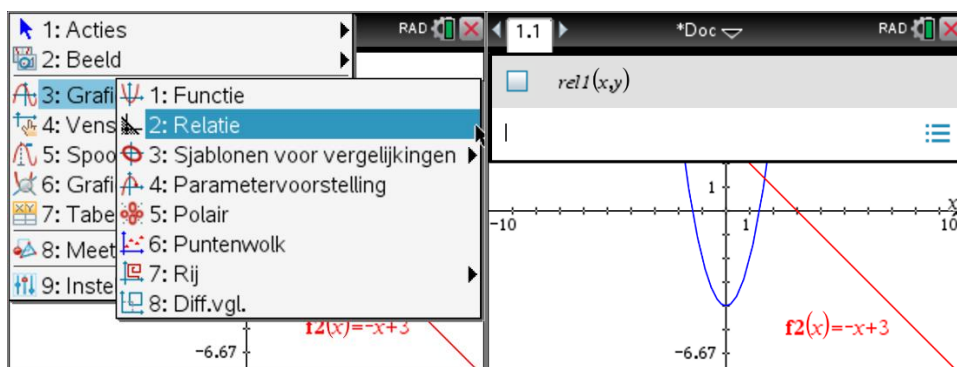 1: Acties
RAD
2: Beeld
3: Grafi
1: Functie
2: Relatie
4: Vens
3: Sjablonen voor vergelijkingen
5: Spoo
4: Parametervoorstelling
6: Grafi
5: Polair
7: Tabe
6: Puntenwolk
8: Meet
7: Rij
9: Inste
8: Diff.vgl.
f2(x)=-x+3
-6.67
1.1
*Doc
RAD
rel1(x,y)
1
x
-10
1
10
f2(x)=-x+3
-6.67